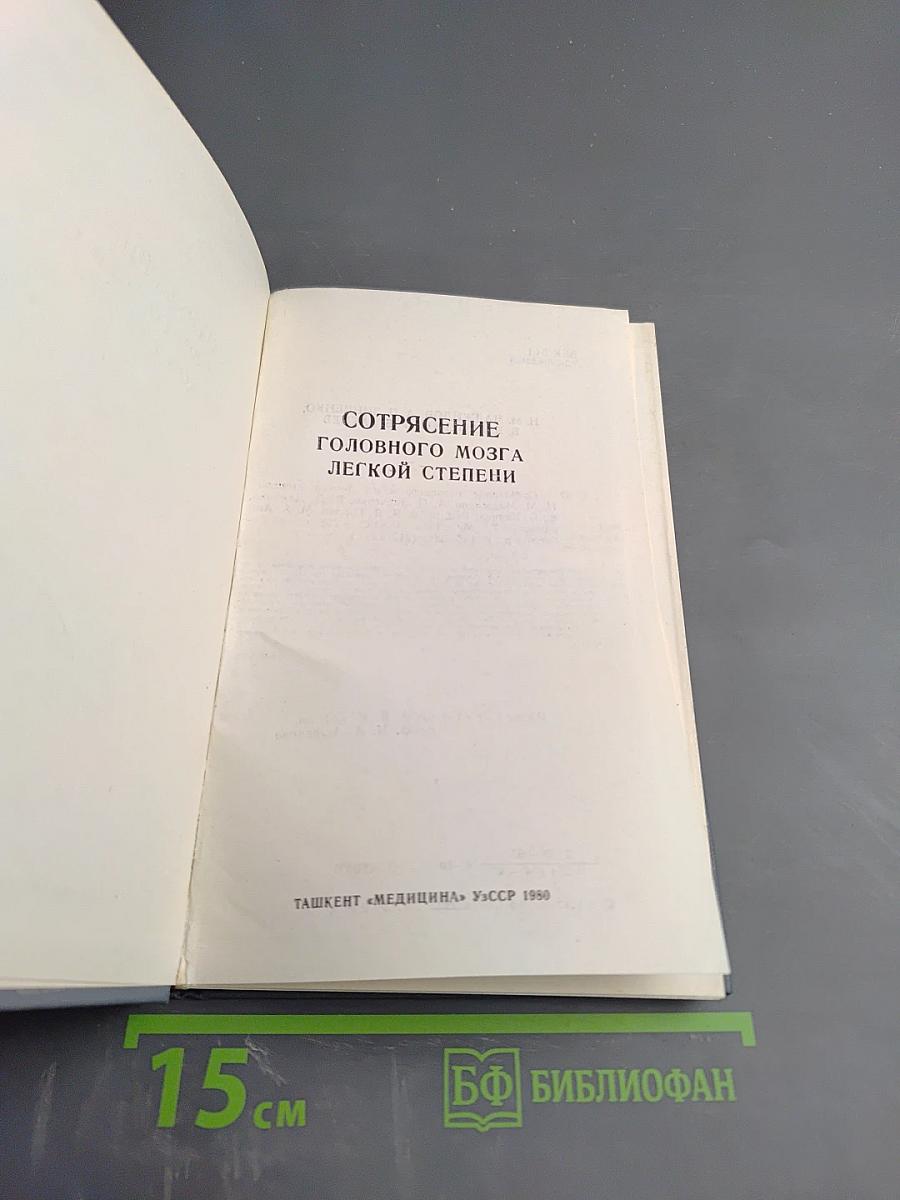 СОТРЯСЕНИЕ
ГОЛОВНОГО МОЗГА
ЛЕГКОЙ СТЕПЕНИ
ТАШКЕНТ «МЕДИЦИНА» УзССР 1980
15 см
БФ БИБЛИОФАН